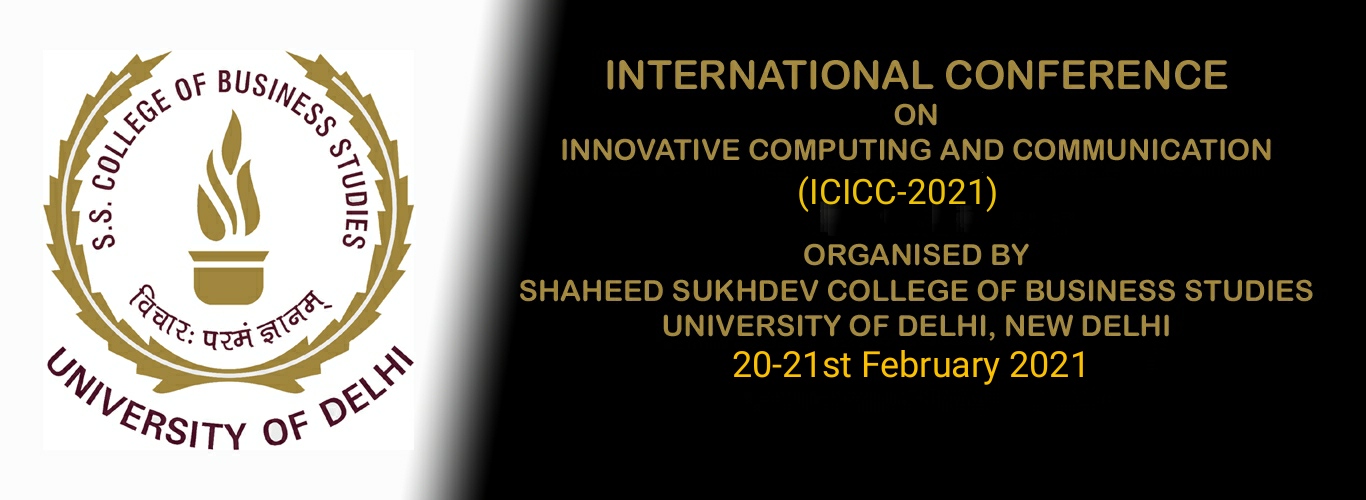 S.S. COLLEGE OF BUSINESS STUDIES
विचारः परमं ज्ञानम्
UNIVERSITY OF DELHI
INTERNATIONAL CONFERENCE
ON
INNOVATIVE COMPUTING AND COMMUNICATION
(ICICC-2021)
ORGANISED BY
SHAHEED SUKHDEV COLLEGE OF BUSINESS STUDIES
UNIVERSITY OF DELHI, NEW DELHI
20-21st February 2021